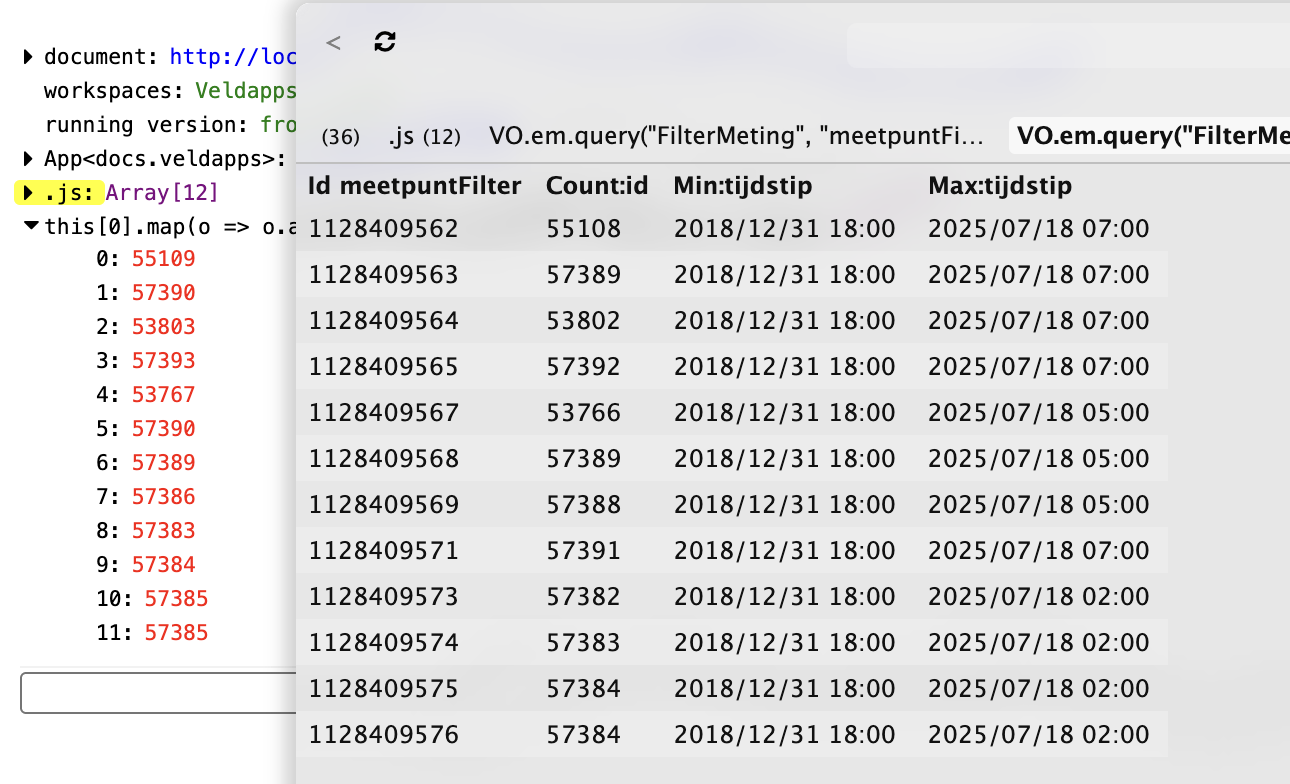 document: http://loc
workspaces: Veldapps
running version: fro
App<docs.veldapps>:
.js: Array[12]
this[0].map(o => o.a
0: 55109
1: 57390
2: 53803
3: 57393
4: 53767
5: 57390
6: 57389
7: 57386
8: 57383
9: 57384
10: 57385
11: 57385
(36) .js (12) VO.em.query("FilterMeting", "meetpuntFi... VO.em.query("FilterMe
Id meetpuntFilter Count:id Min:tijdstip Max:tijdstip
1128409562 55108 2018/12/31 18:00 2025/07/18 07:00
1128409563 57389 2018/12/31 18:00 2025/07/18 07:00
1128409564 53802 2018/12/31 18:00 2025/07/18 07:00
1128409565 57392 2018/12/31 18:00 2025/07/18 07:00
1128409567 53766 2018/12/31 18:00 2025/07/18 05:00
1128409568 57389 2018/12/31 18:00 2025/07/18 05:00
1128409569 57388 2018/12/31 18:00 2025/07/18 05:00
1128409571 57391 2018/12/31 18:00 2025/07/18 07:00
1128409573 57382 2018/12/31 18:00 2025/07/18 02:00
1128409574 57383 2018/12/31 18:00 2025/07/18 02:00
1128409575 57384 2018/12/31 18:00 2025/07/18 02:00
1128409576 57384 2018/12/31 18:00 2025/07/18 02:00